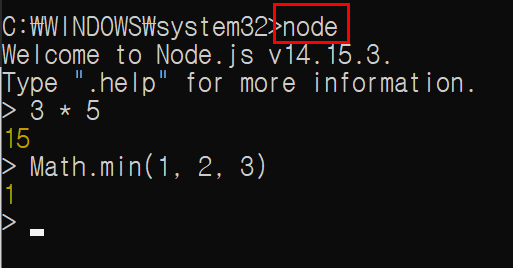 C:₩WINDOWS₩system32>node
Welcome to Node.js v14.15.3.
Type ".help" for more information.
> 3 * 5
15
> Math.min(1, 2, 3)
1
>